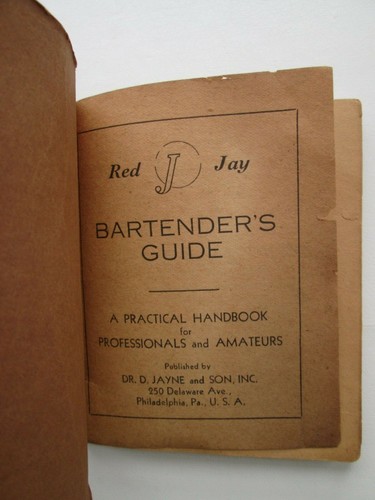 Red J Jay
BARTENDER'S
GUIDE
A PRACTICAL HANDBOOK
for
PROFESSIONALS and AMATEURS
Published by
DR. D. JAYNE and SON, INC.
250 Delaware Ave.,
Philadelphia, Pa., U. S. A.